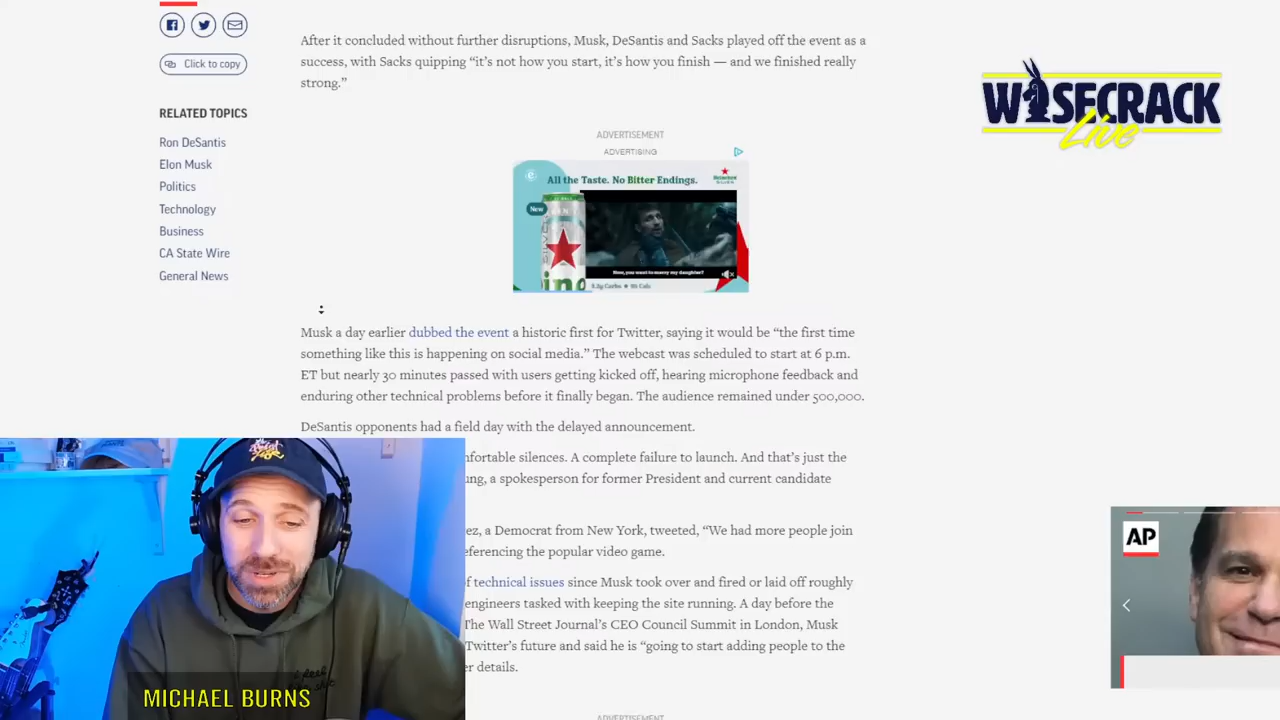 After it concluded without further disruptions, Musk, DeSantis and Sacks played off the event as a
success, with Sacks quipping “it’s not how you start, it’s how you finish — and we finished really
strong.”
Click to copy
RELATED TOPICS
Ron DeSantis
Elon Musk
Politics
Technology
Business
CA State Wire
General News
WISECRACK
Live
ADVERTISEMENT
ADVERTISING
All the Taste. No Bitter Endings.
New
Now, you want to marry my daughter?
Musk a day earlier dubbed the event a historic first for Twitter, saying it would be “the first time
something like this is happening on social media.” The webcast was scheduled to start at 6 p.m.
ET but nearly 30 minutes passed with users getting kicked off, hearing microphone feedback and
enduring other technical problems before it finally began. The audience remained under 500,000.
DeSantis opponents had a field day with the delayed announcement.
nfortable silences. A complete failure to launch. And that’s just the
ung, a spokesperson for former President and current candidate
ez, a Democrat from New York, tweeted, “We had more people join
eferencing the popular video game.
of technical issues since Musk took over and fired or laid off roughly
engineers tasked with keeping the site running. A day before the
The Wall Street Journal’s CEO Council Summit in London, Musk
Twitter’s future and said he is “going to start adding people to the
er details.
AP
MICHAEL BURNS
ADVERTISEMENT